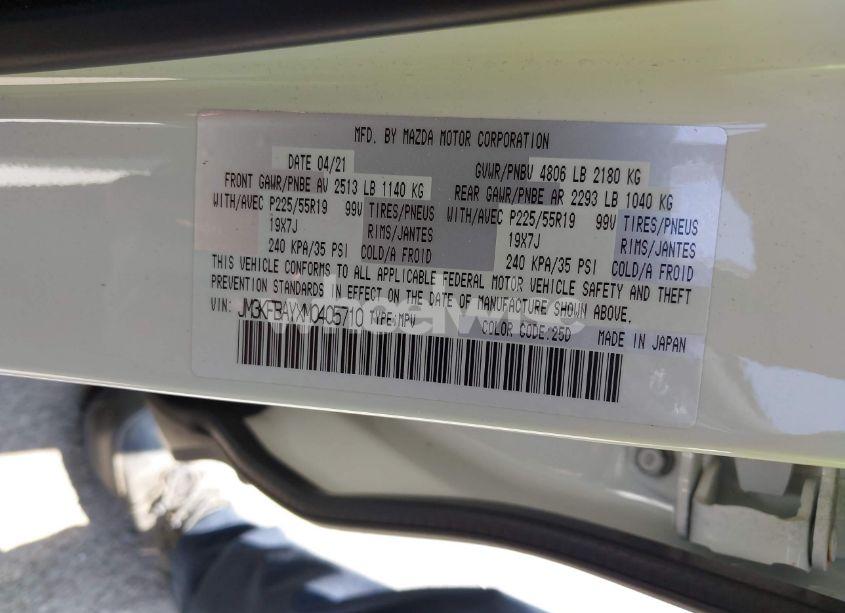 MFD. BY MAZDA MOTOR CORPORATION
DATE 04/21 GVWR/PNBV 4806 LB 2180 KG
FRONT GAWR/PNBE AV 2513 LB 1140 KG REAR GAWR/PNBE AR 2293 LB 1040 KG
WITH/AVEC P225/55R19 99V TIRES/PNEUS WITH/AVEC P225/55R19 99V TIRES/PNEUS
19X7J RIMS/JANTES 19X7J RIMS/JANTES
240 KPA/35 PSI COLD/A FROID 240 KPA/35 PSI COLD/A FROID
THIS VEHICLE CONFORMS TO ALL APPLICABLE FEDERAL MOTOR VEHICLE SAFETY AND THEFT
PREVENTION STANDARDS IN EFFECT ON THE DATE OF MANUFACTURE SHOWN ABOVE.
VIN: JM3KFBAYXM0405710 TYPE:MPV COLOR CODE:25D MADE IN JAPAN